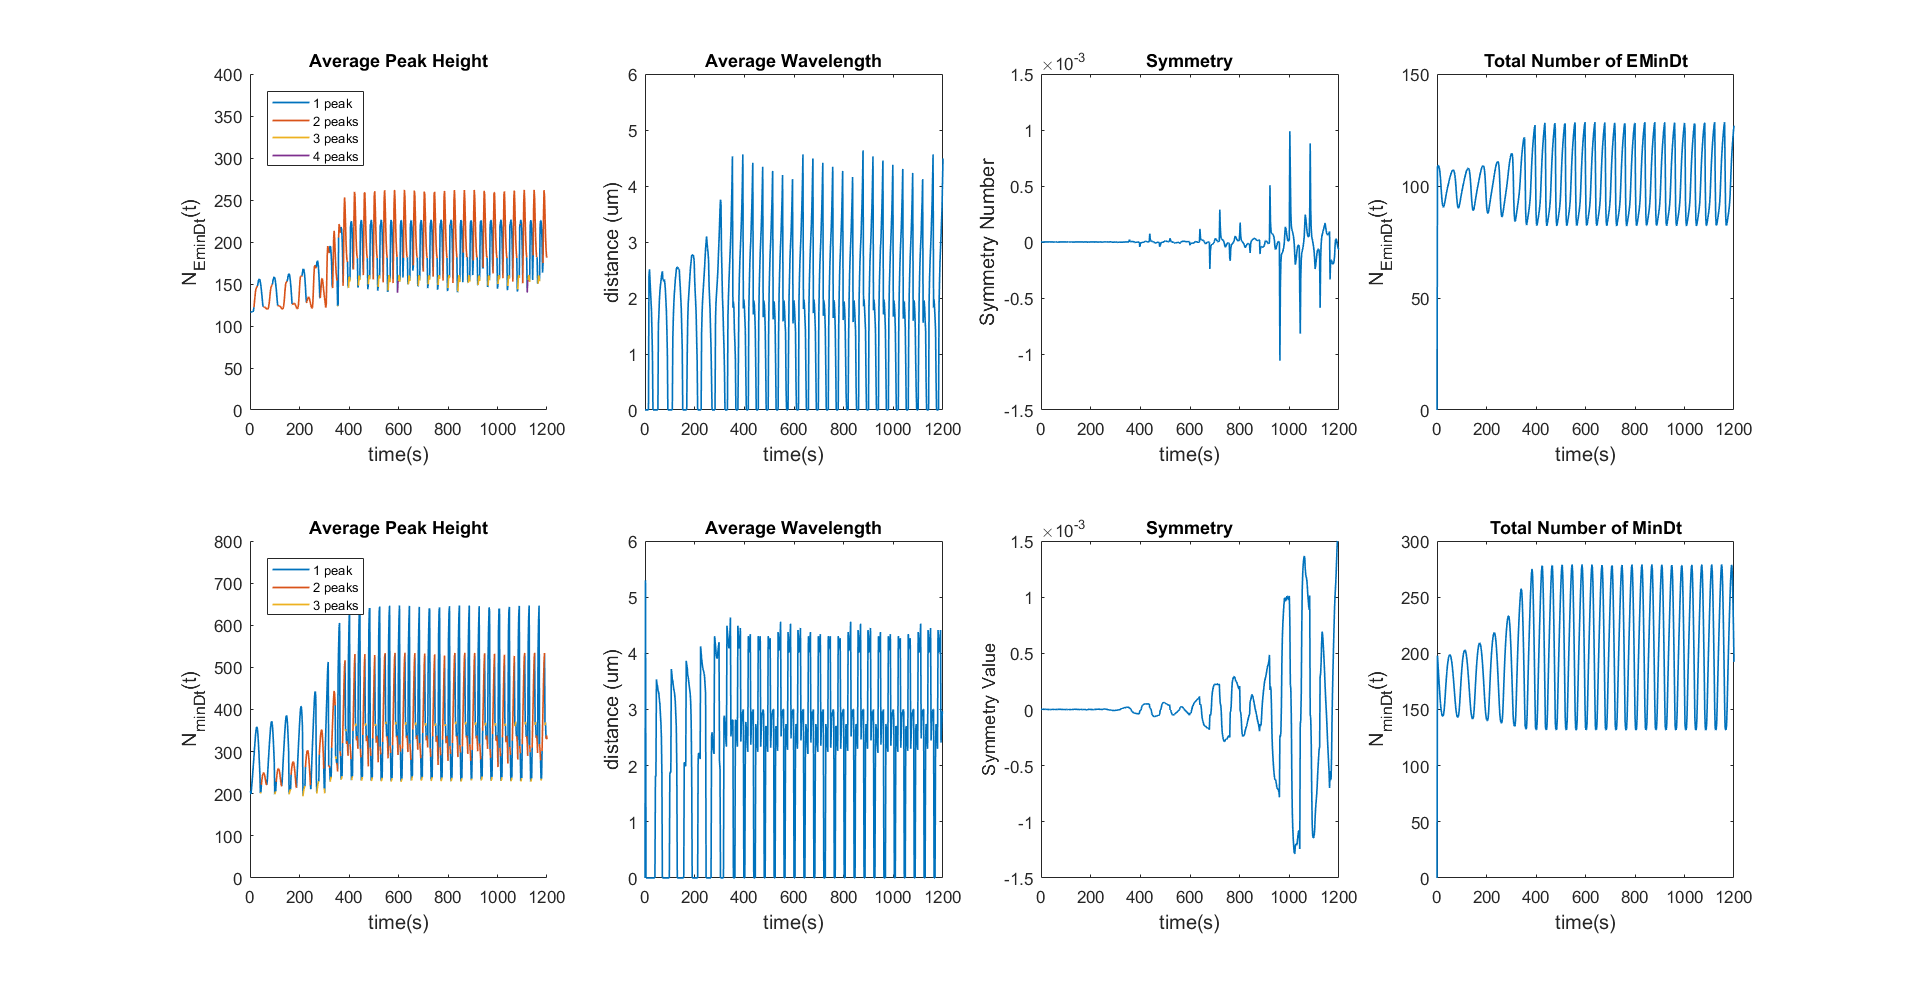 Average Peak Height
400
350
300
250
200
150
100
50
0
1 peak
2 peaks
3 peaks
4 peaks
N_EminDt(t)
0 200 400 600 800 1000 1200
time(s)
Average Wavelength
6
5
4
3
2
1
0
distance (um)
0 200 400 600 800 1000 1200
time(s)
Symmetry
×10^-3
1.5
1
0.5
0
-0.5
-1
-1.5
Symmetry Number
0 200 400 600 800 1000 1200
time(s)
Total Number of EMinDt
150
100
50
0
N_EminDt(t)
0 200 400 600 800 1000 1200
time(s)
Average Peak Height
800
700
600
500
400
300
200
100
0
1 peak
2 peaks
3 peaks
N_minDt(t)
0 200 400 600 800 1000 1200
time(s)
Average Wavelength
6
5
4
3
2
1
0
distance (um)
0 200 400 600 800 1000 1200
time(s)
Symmetry
×10^-3
1.5
1
0.5
0
-0.5
-1
-1.5
Symmetry Value
0 200 400 600 800 1000 1200
time(s)
Total Number of MinDt
300
250
200
150
100
50
0
N_minDt(t)
0 200 400 600 800 1000 1200
time(s)